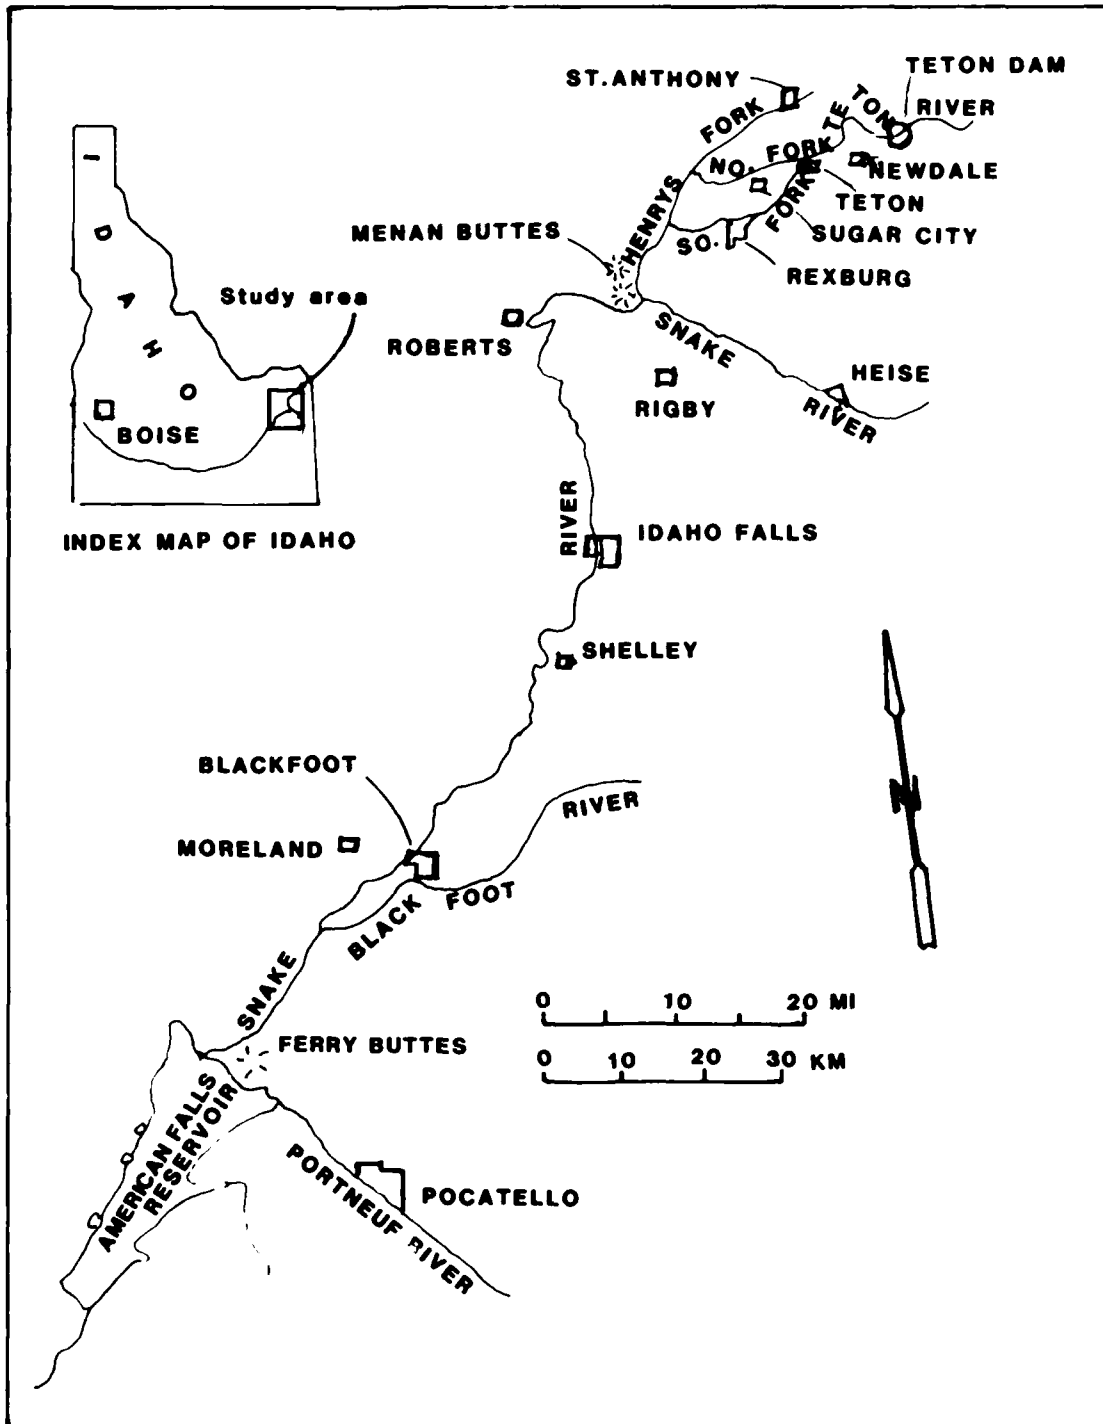 ST. ANTHONY
TETON DAM
TETON RIVER
HENRYS FORK
NO. FORK
NEWDALE
TETON
SO. FORK
SUGAR CITY
REXBURG
MENAN BUTTES
IDAHO
Study area
BOISE
INDEX MAP OF IDAHO
ROBERTS
SNAKE RIVER
HEISE
RIGBY
RIVER
IDAHO FALLS
SHELLEY
N
BLACKFOOT
MORELAND
BLACK FOOT RIVER
SNAKE
0 10 20 MI
0 10 20 30 KM
FERRY BUTTES
AMERICAN FALLS
RESERVOIR
PORTNEUF RIVER
POCATELLO